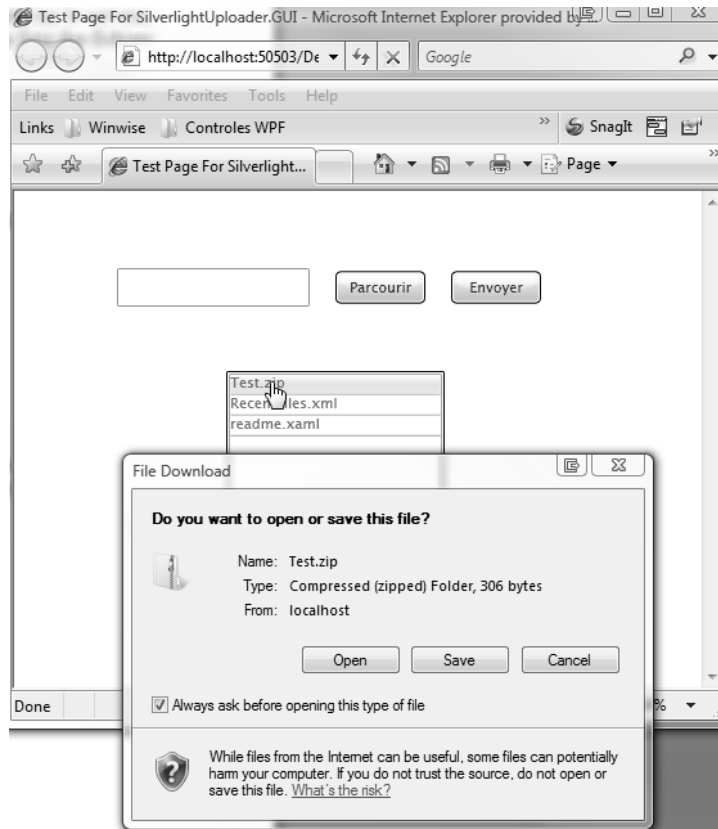 Test Page For SilverlightUploader.GUI - Microsoft Internet Explorer provided by...
http://localhost:50503/De
Google
File Edit View Favorites Tools Help
Links Winwise Controles WPF » SnagIt
Test Page For Silverlight... Page »
Parcourir Envoyer
Test.zip
readme.xaml
File Download
Do you want to open or save this file?
Name: Test.zip
Type: Compressed (zipped) Folder, 306 bytes
From: localhost
Open Save Cancel
Done
Always ask before opening this type of file
%
While files from the Internet can be useful, some files can potentially
harm your computer. If you do not trust the source, do not open or
save this file. What's the risk?